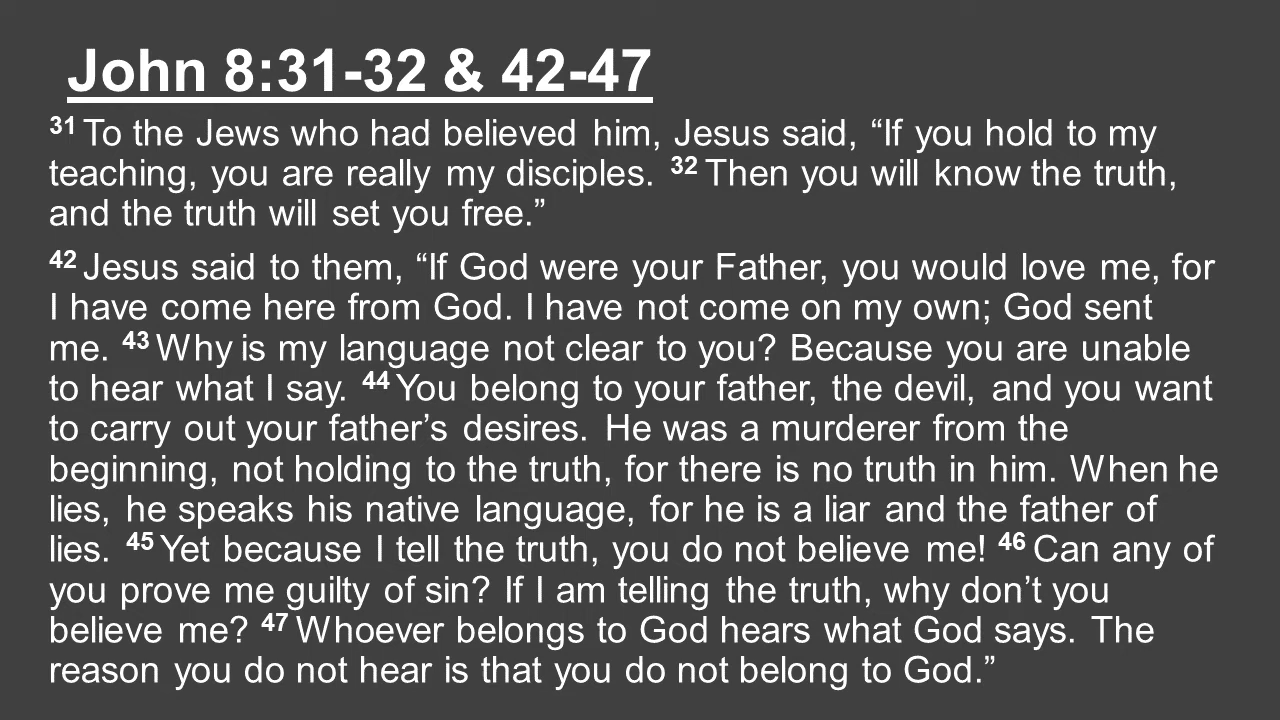 John 8:31-32 & 42-47
31 To the Jews who had believed him, Jesus said, “If you hold to my
teaching, you are really my disciples. 32 Then you will know the truth,
and the truth will set you free.”
42 Jesus said to them, “If God were your Father, you would love me, for
I have come here from God. I have not come on my own; God sent
me. 43 Why is my language not clear to you? Because you are unable
to hear what I say. 44 You belong to your father, the devil, and you want
to carry out your father’s desires. He was a murderer from the
beginning, not holding to the truth, for there is no truth in him. When he
lies, he speaks his native language, for he is a liar and the father of
lies. 45 Yet because I tell the truth, you do not believe me! 46 Can any of
you prove me guilty of sin? If I am telling the truth, why don’t you
believe me? 47 Whoever belongs to God hears what God says. The
reason you do not hear is that you do not belong to God.”